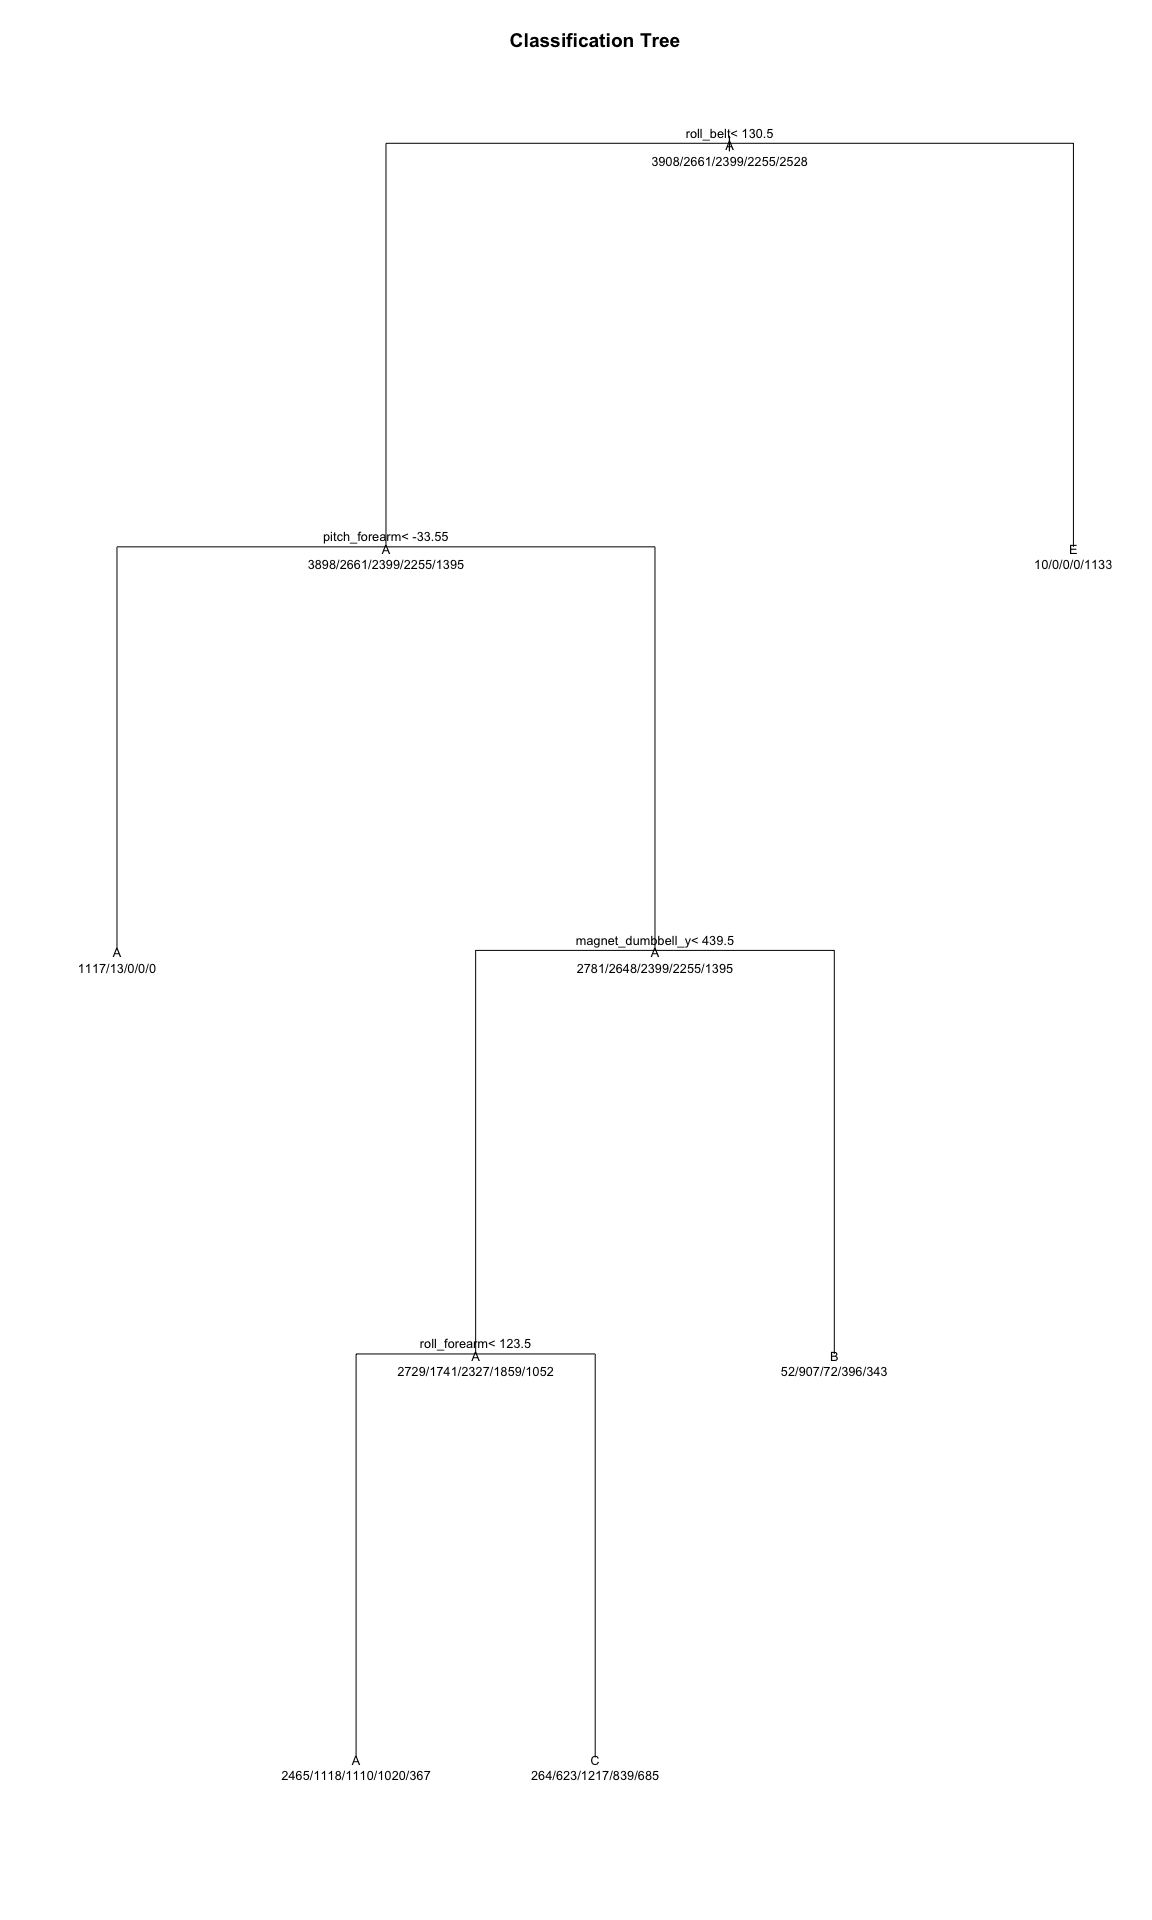 Classification Tree
roll_belt< 130.5
A
3908/2661/2399/2255/2528
pitch_forearm< -33.55
A
3898/2661/2399/2255/1395
E
10/0/0/0/1133
A
1117/13/0/0/0
magnet_dumbbell_y< 439.5
A
2781/2648/2399/2255/1395
roll_forearm< 123.5
A
2729/1741/2327/1859/1052
B
52/907/72/396/343
A
2465/1118/1110/1020/367
C
264/623/1217/839/685